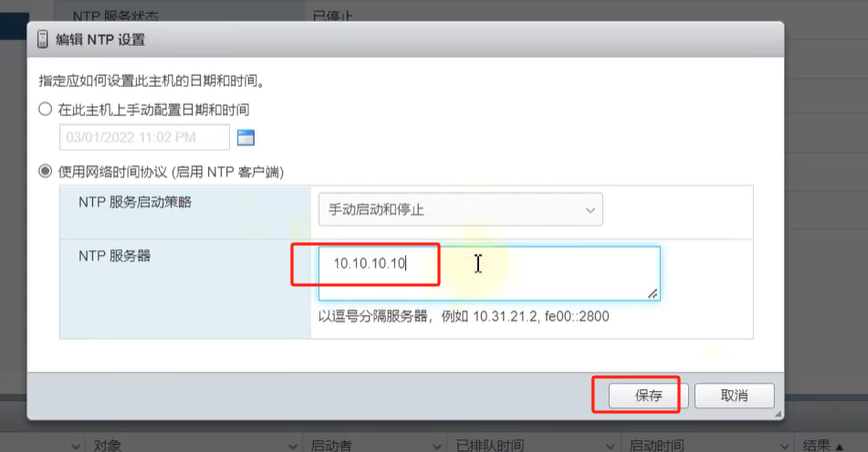 NTP 服务状态
已停止
编辑 NTP 设置
指定应如何设置此主机的日期和时间。
在此主机上手动配置日期和时间
03/01/2022 11:02 PM
使用网络时间协议 (启用 NTP 客户端)
NTP 服务启动策略
手动启动和停止
NTP 服务器
10.10.10.10
以逗号分隔服务器，例如 10.31.21.2, fe00::2800
保存
取消
对象
启动者
已排队时间
启动时间
结果